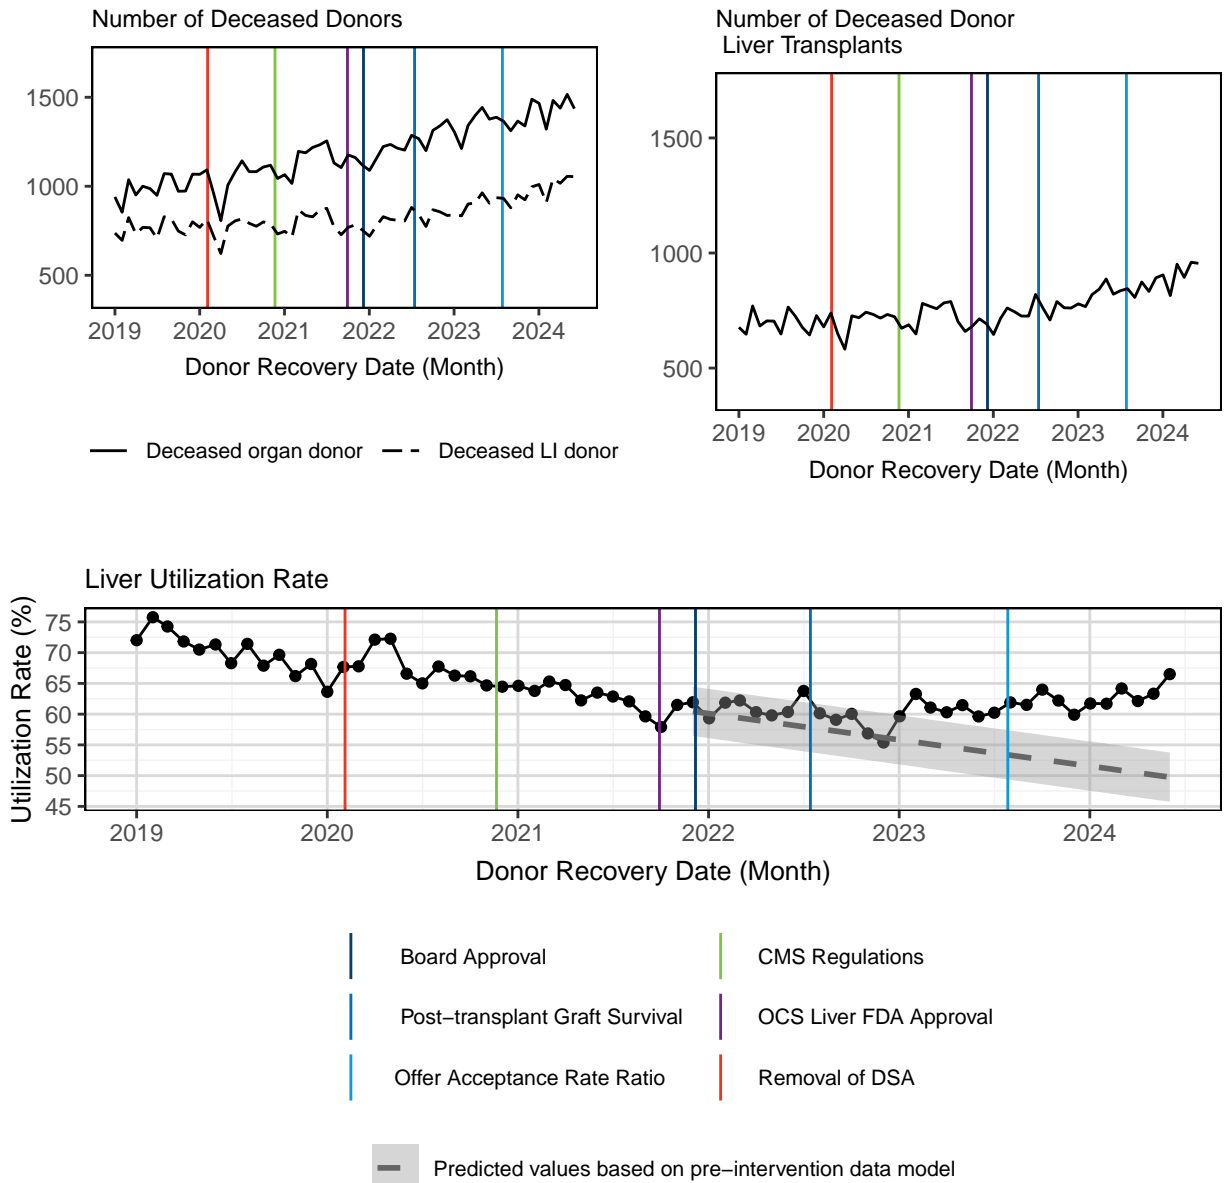 Number of Deceased Donors
1500
1000
500
2019 2020 2021 2022 2023 2024
Donor Recovery Date (Month)
Deceased organ donor Deceased LI donor
Number of Deceased Donor
Liver Transplants
1500
1000
500
2019 2020 2021 2022 2023 2024
Donor Recovery Date (Month)
Liver Utilization Rate
Utilization Rate (%)
75
70
65
60
55
50
45
2019 2020 2021 2022 2023 2024
Donor Recovery Date (Month)
Board Approval CMS Regulations
Post−transplant Graft Survival OCS Liver FDA Approval
Offer Acceptance Rate Ratio Removal of DSA
Predicted values based on pre−intervention data model